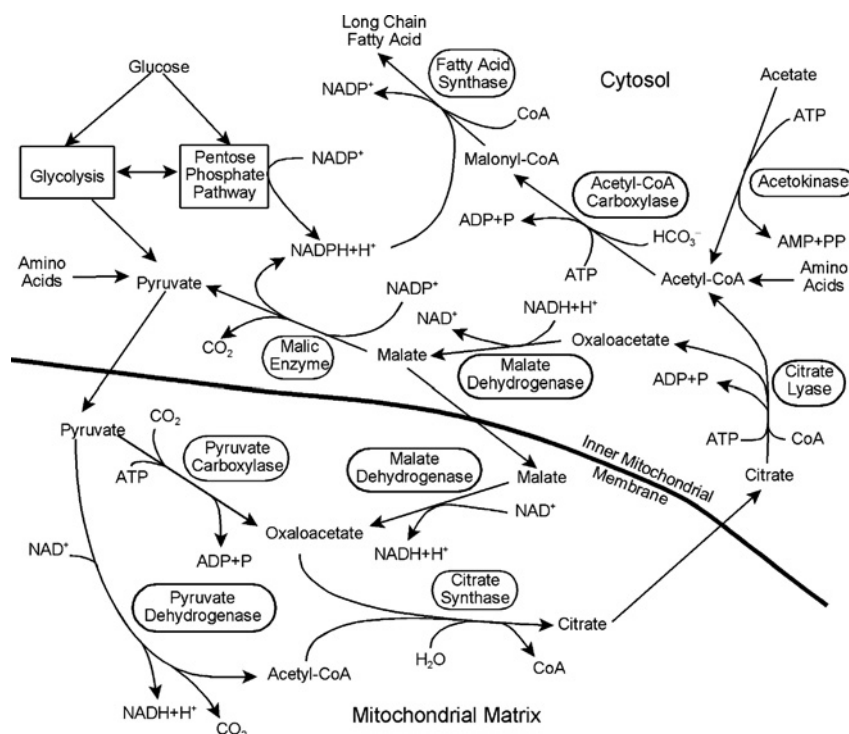 Long Chain
Fatty Acid
Glucose
Fatty Acid
Synthase
Cytosol
Acetate
NADP⁺
CoA
ATP
Glycolysis
Pentose
Phosphate
Pathway
NADP⁺
Malonyl-CoA
Acetyl-CoA
Carboxylase
Acetokinase
ADP+P
HCO₃⁻
AMP+PP
NADPH+H⁺
ATP
Amino
Acids
Pyruvate
Acetyl-CoA
Amino
Acids
NADP⁺
NADH+H⁺
NAD⁺
Oxaloacetate
CO₂
Malic
Enzyme
Malate
Malate
Dehydrogenase
ADP+P
Citrate
Lyase
CO₂
Pyruvate
ATP
CoA
Pyruvate
Carboxylase
Malate
Dehydrogenase
Malate
Inner Mitochondrial
Membrane
Citrate
ATP
NAD⁺
Oxaloacetate
NADH+H⁺
ADP+P
NAD⁺
Citrate
Synthase
Pyruvate
Dehydrogenase
Citrate
H₂O
CoA
Acetyl-CoA
NADH+H⁺
CO₂
Mitochondrial Matrix